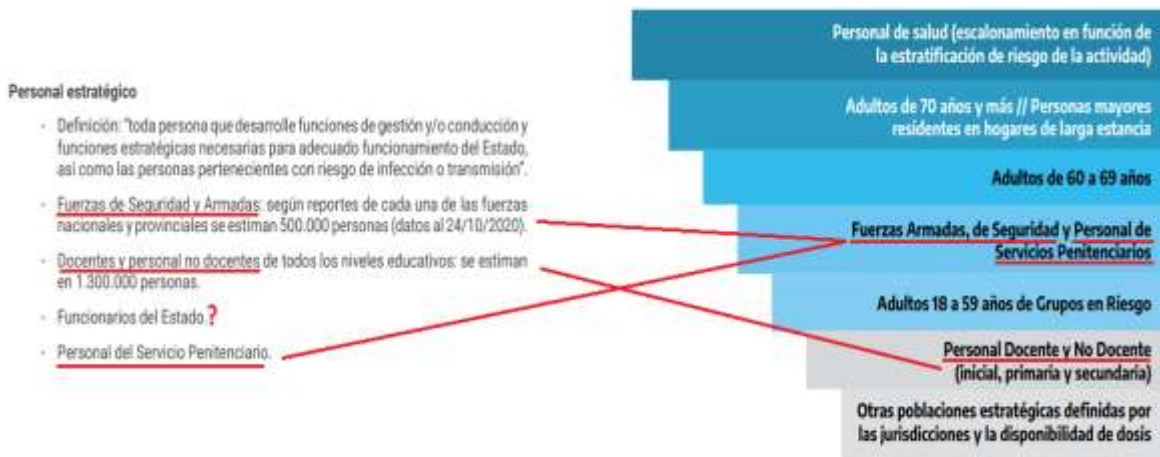 Personal estratégico
- Definición: "toda persona que desarrolle funciones de gestión y/o conducción y
funciones estratégicas necesarias para adecuado funcionamiento del Estado,
así como las personas pertenecientes con riesgo de infección o transmisión".
- Fuerzas de Seguridad y Armadas: según reportes de cada una de las fuerzas
nacionales y provinciales se estiman 500.000 personas (datos al 24/10/2020).
- Docentes y personal no docentes de todos los niveles educativos: se estiman
en 1.300.000 personas.
- Funcionarios del Estado.?
- Personal del Servicio Penitenciario.
Personal de salud (escalonamiento en función de
la estratificación de riesgo de la actividad)
Adultos de 70 años y más // Personas mayores
residentes en hogares de larga estancia
Adultos de 60 a 69 años
Fuerzas Armadas, de Seguridad y Personal de
Servicios Penitenciarios
Adultos 18 a 59 años de Grupos en Riesgo
Personal Docente y No Docente
(inicial, primaria y secundaria)
Otras poblaciones estratégicas definidas por
las jurisdicciones y la disponibilidad de dosis